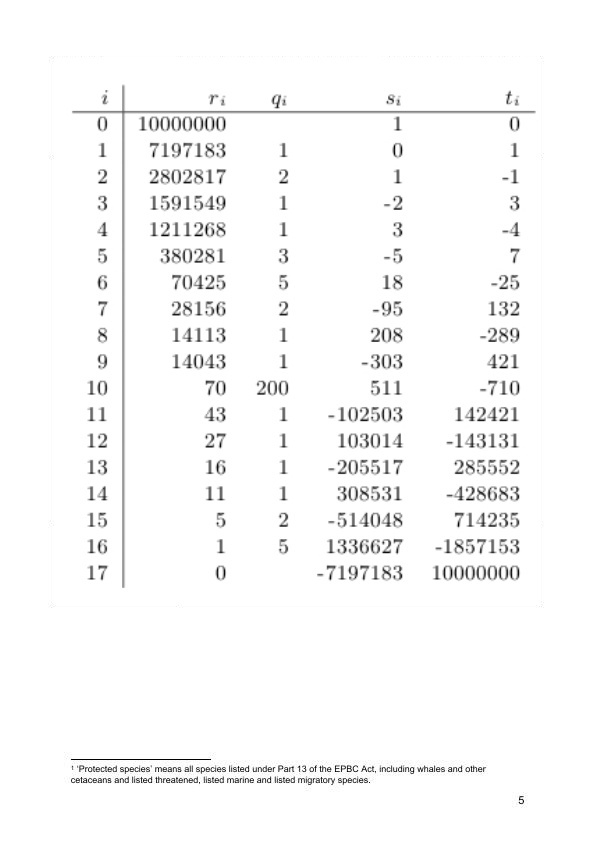 i r_i q_i s_i t_i
0 10000000 1 0
1 7197183 1 0 1
2 2802817 2 1 -1
3 1591549 1 -2 3
4 1211268 1 3 -4
5 380281 3 -5 7
6 70425 5 18 -25
7 28156 2 -95 132
8 14113 1 208 -289
9 14043 1 -303 421
10 70 200 511 -710
11 43 1 -102503 142421
12 27 1 103014 -143131
13 16 1 -205517 285552
14 11 1 308531 -428683
15 5 2 -514048 714235
16 1 5 1336627 -1857153
17 0 -7197183 10000000
1 'Protected species' means all species listed under Part 13 of the EPBC Act, including whales and other
cetaceans and listed threatened, listed marine and listed migratory species.
5